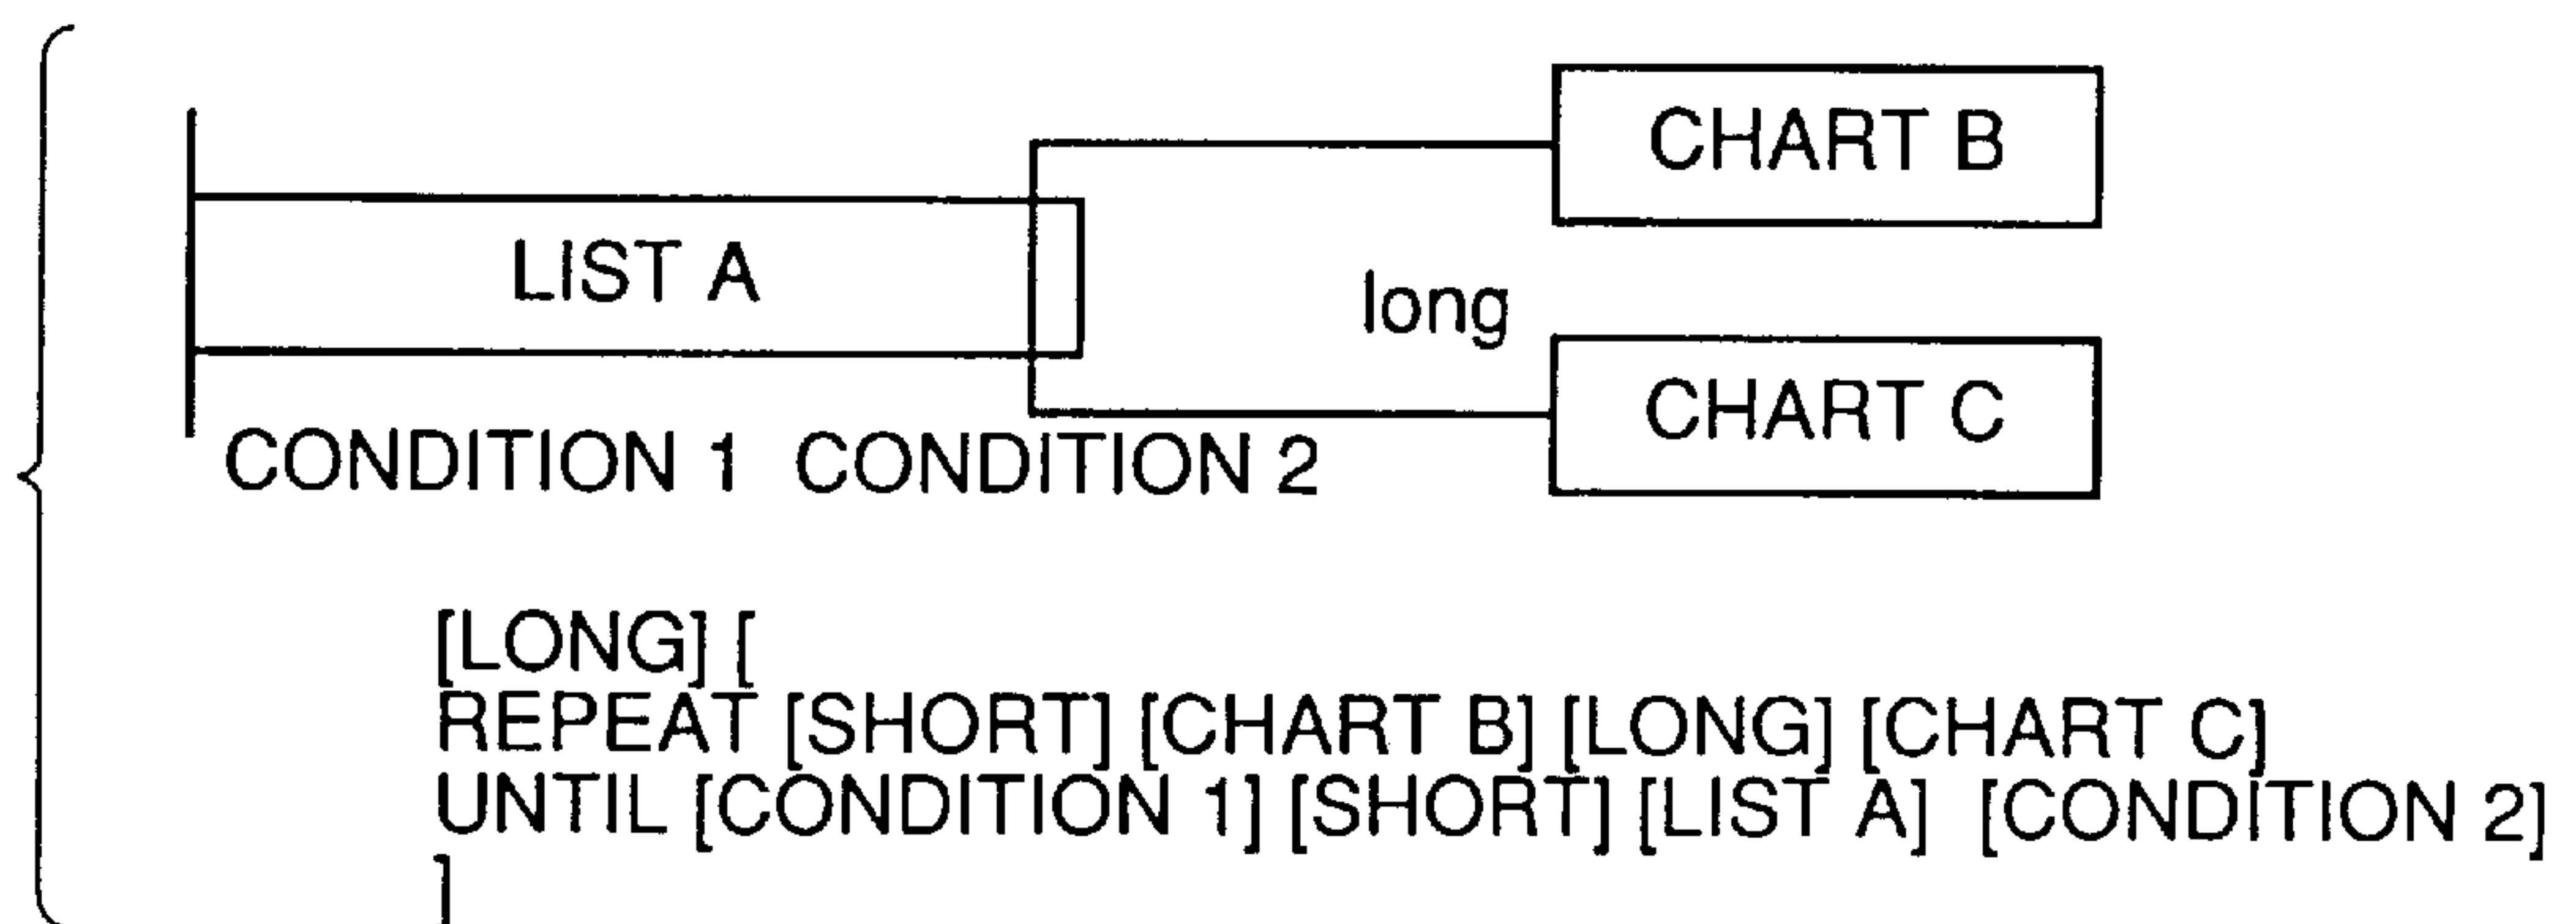 CHART B
LIST A
long
CHART C
CONDITION 1 CONDITION 2
[LONG] [
REPEAT [SHORT] [CHART B] [LONG] [CHART C]
UNTIL [CONDITION 1] [SHORT] [LIST A] [CONDITION 2]
]